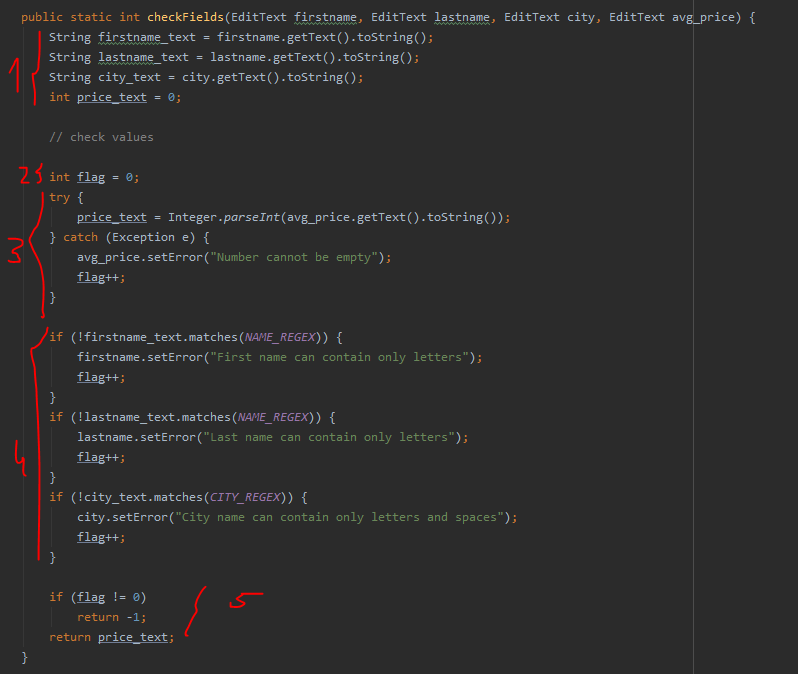 public static int checkFields(EditText firstname, EditText lastname, EditText city, EditText avg_price) {
String firstname_text = firstname.getText().toString();
String lastname_text = lastname.getText().toString();
1
String city_text = city.getText().toString();
int price_text = 0;
// check values
2 int flag = 0;
try {
price_text = Integer.parseInt(avg_price.getText().toString());
3 } catch (Exception e) {
avg_price.setError("Number cannot be empty");
flag++;
}
if (!firstname_text.matches(NAME_REGEX)) {
firstname.setError("First name can contain only letters");
flag++;
}
if (!lastname_text.matches(NAME_REGEX)) {
lastname.setError("Last name can contain only letters");
4 flag++;
}
if (!city_text.matches(CITY_REGEX)) {
city.setError("City name can contain only letters and spaces");
flag++;
}
if (flag != 0) 5
return -1;
return price_text;
}